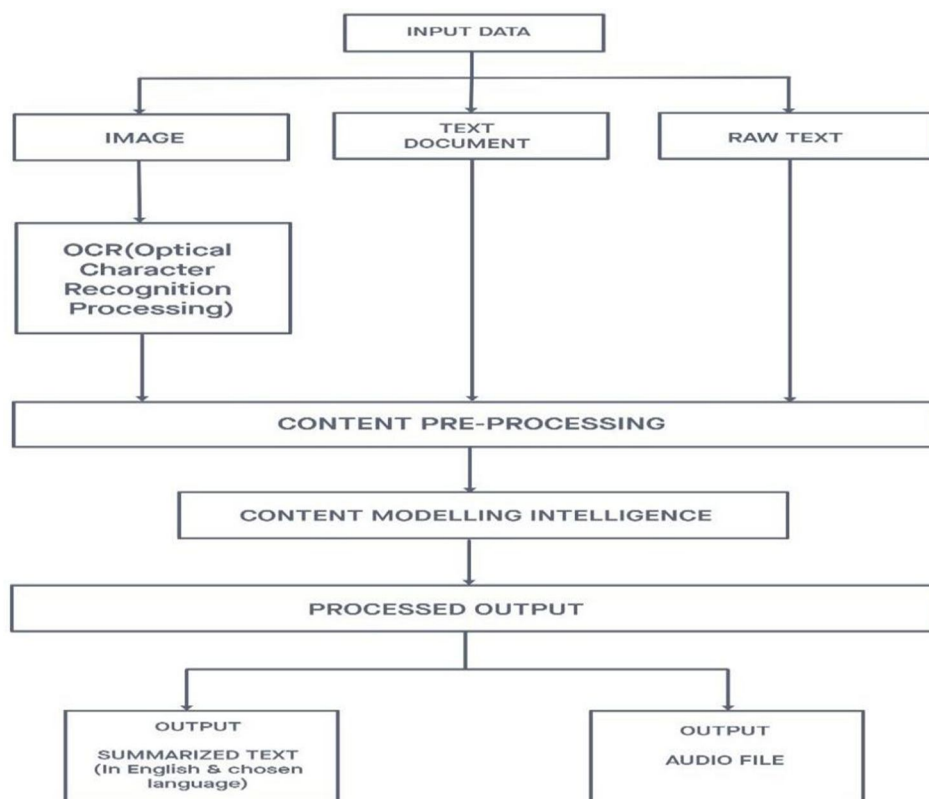 INPUT DATA
IMAGE
TEXT
DOCUMENT
RAW TEXT
OCR(Optical
Character
Recognition
Processing)
CONTENT PRE-PROCESSING
CONTENT MODELLING INTELLIGENCE
PROCESSED OUTPUT
OUTPUT
SUMMARIZED TEXT
(In English & chosen
language)
OUTPUT
AUDIO FILE